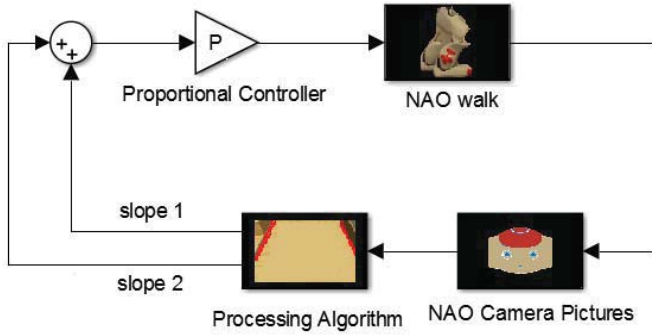 +
+
P
Proportional Controller
NAO walk
slope 1
slope 2
Processing Algorithm
NAO Camera Pictures